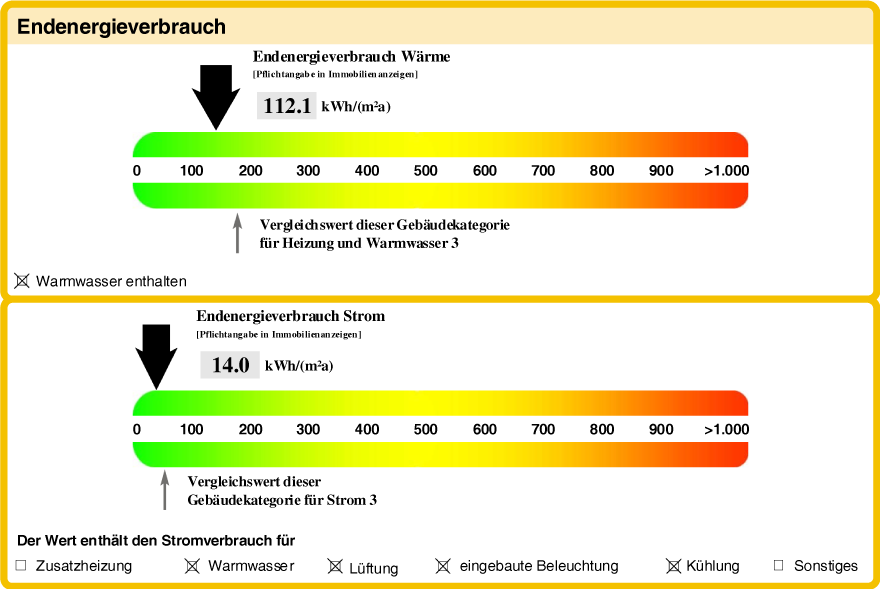 Endenergieverbrauch
Endenergieverbrauch Wärme
[Pflichtangabe in Immobilienanzeigen]
112.1 kWh/(m²a)
0 100 200 300 400 500 600 700 800 900 >1.000
Vergleichswert dieser Gebäudekategorie
für Heizung und Warmwasser 3
☒ Warmwasser enthalten
Endenergieverbrauch Strom
[Pflichtangabe in Immobilienanzeigen]
14.0 kWh/(m²a)
0 100 200 300 400 500 600 700 800 900 >1.000
Vergleichswert dieser
Gebäudekategorie für Strom 3
Der Wert enthält den Stromverbrauch für
☐ Zusatzheizung ☒ Warmwasser ☒ Lüftung ☒ eingebaute Beleuchtung ☒ Kühlung ☐ Sonstiges